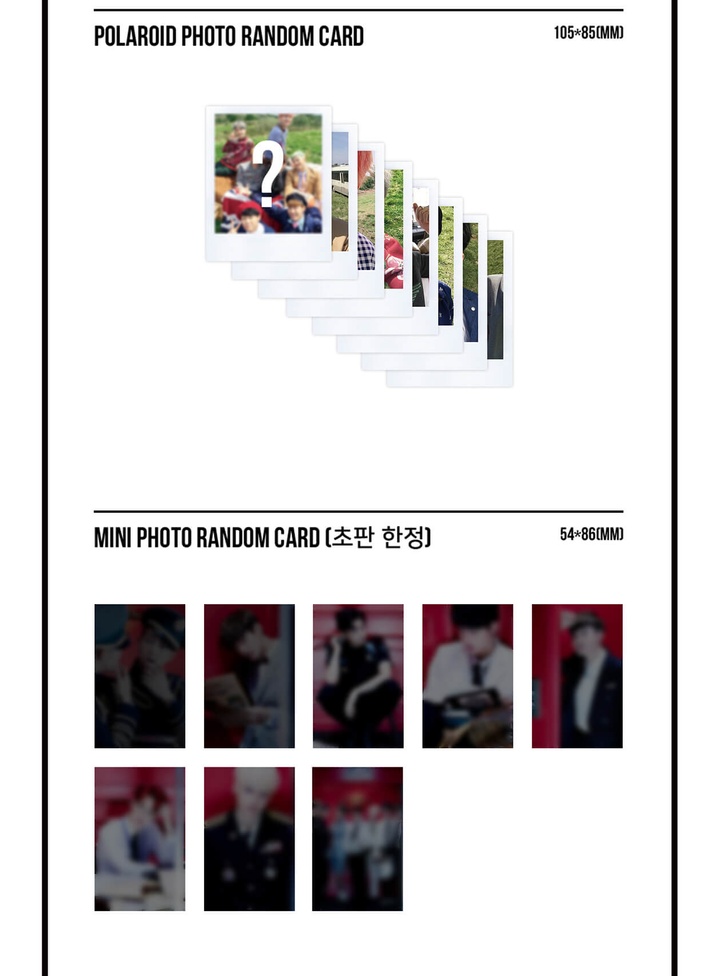 POLAROID PHOTO RANDOM CARD
105*85(MM)
?
MINI PHOTO RANDOM CARD (초판 한정)
54*86(MM)